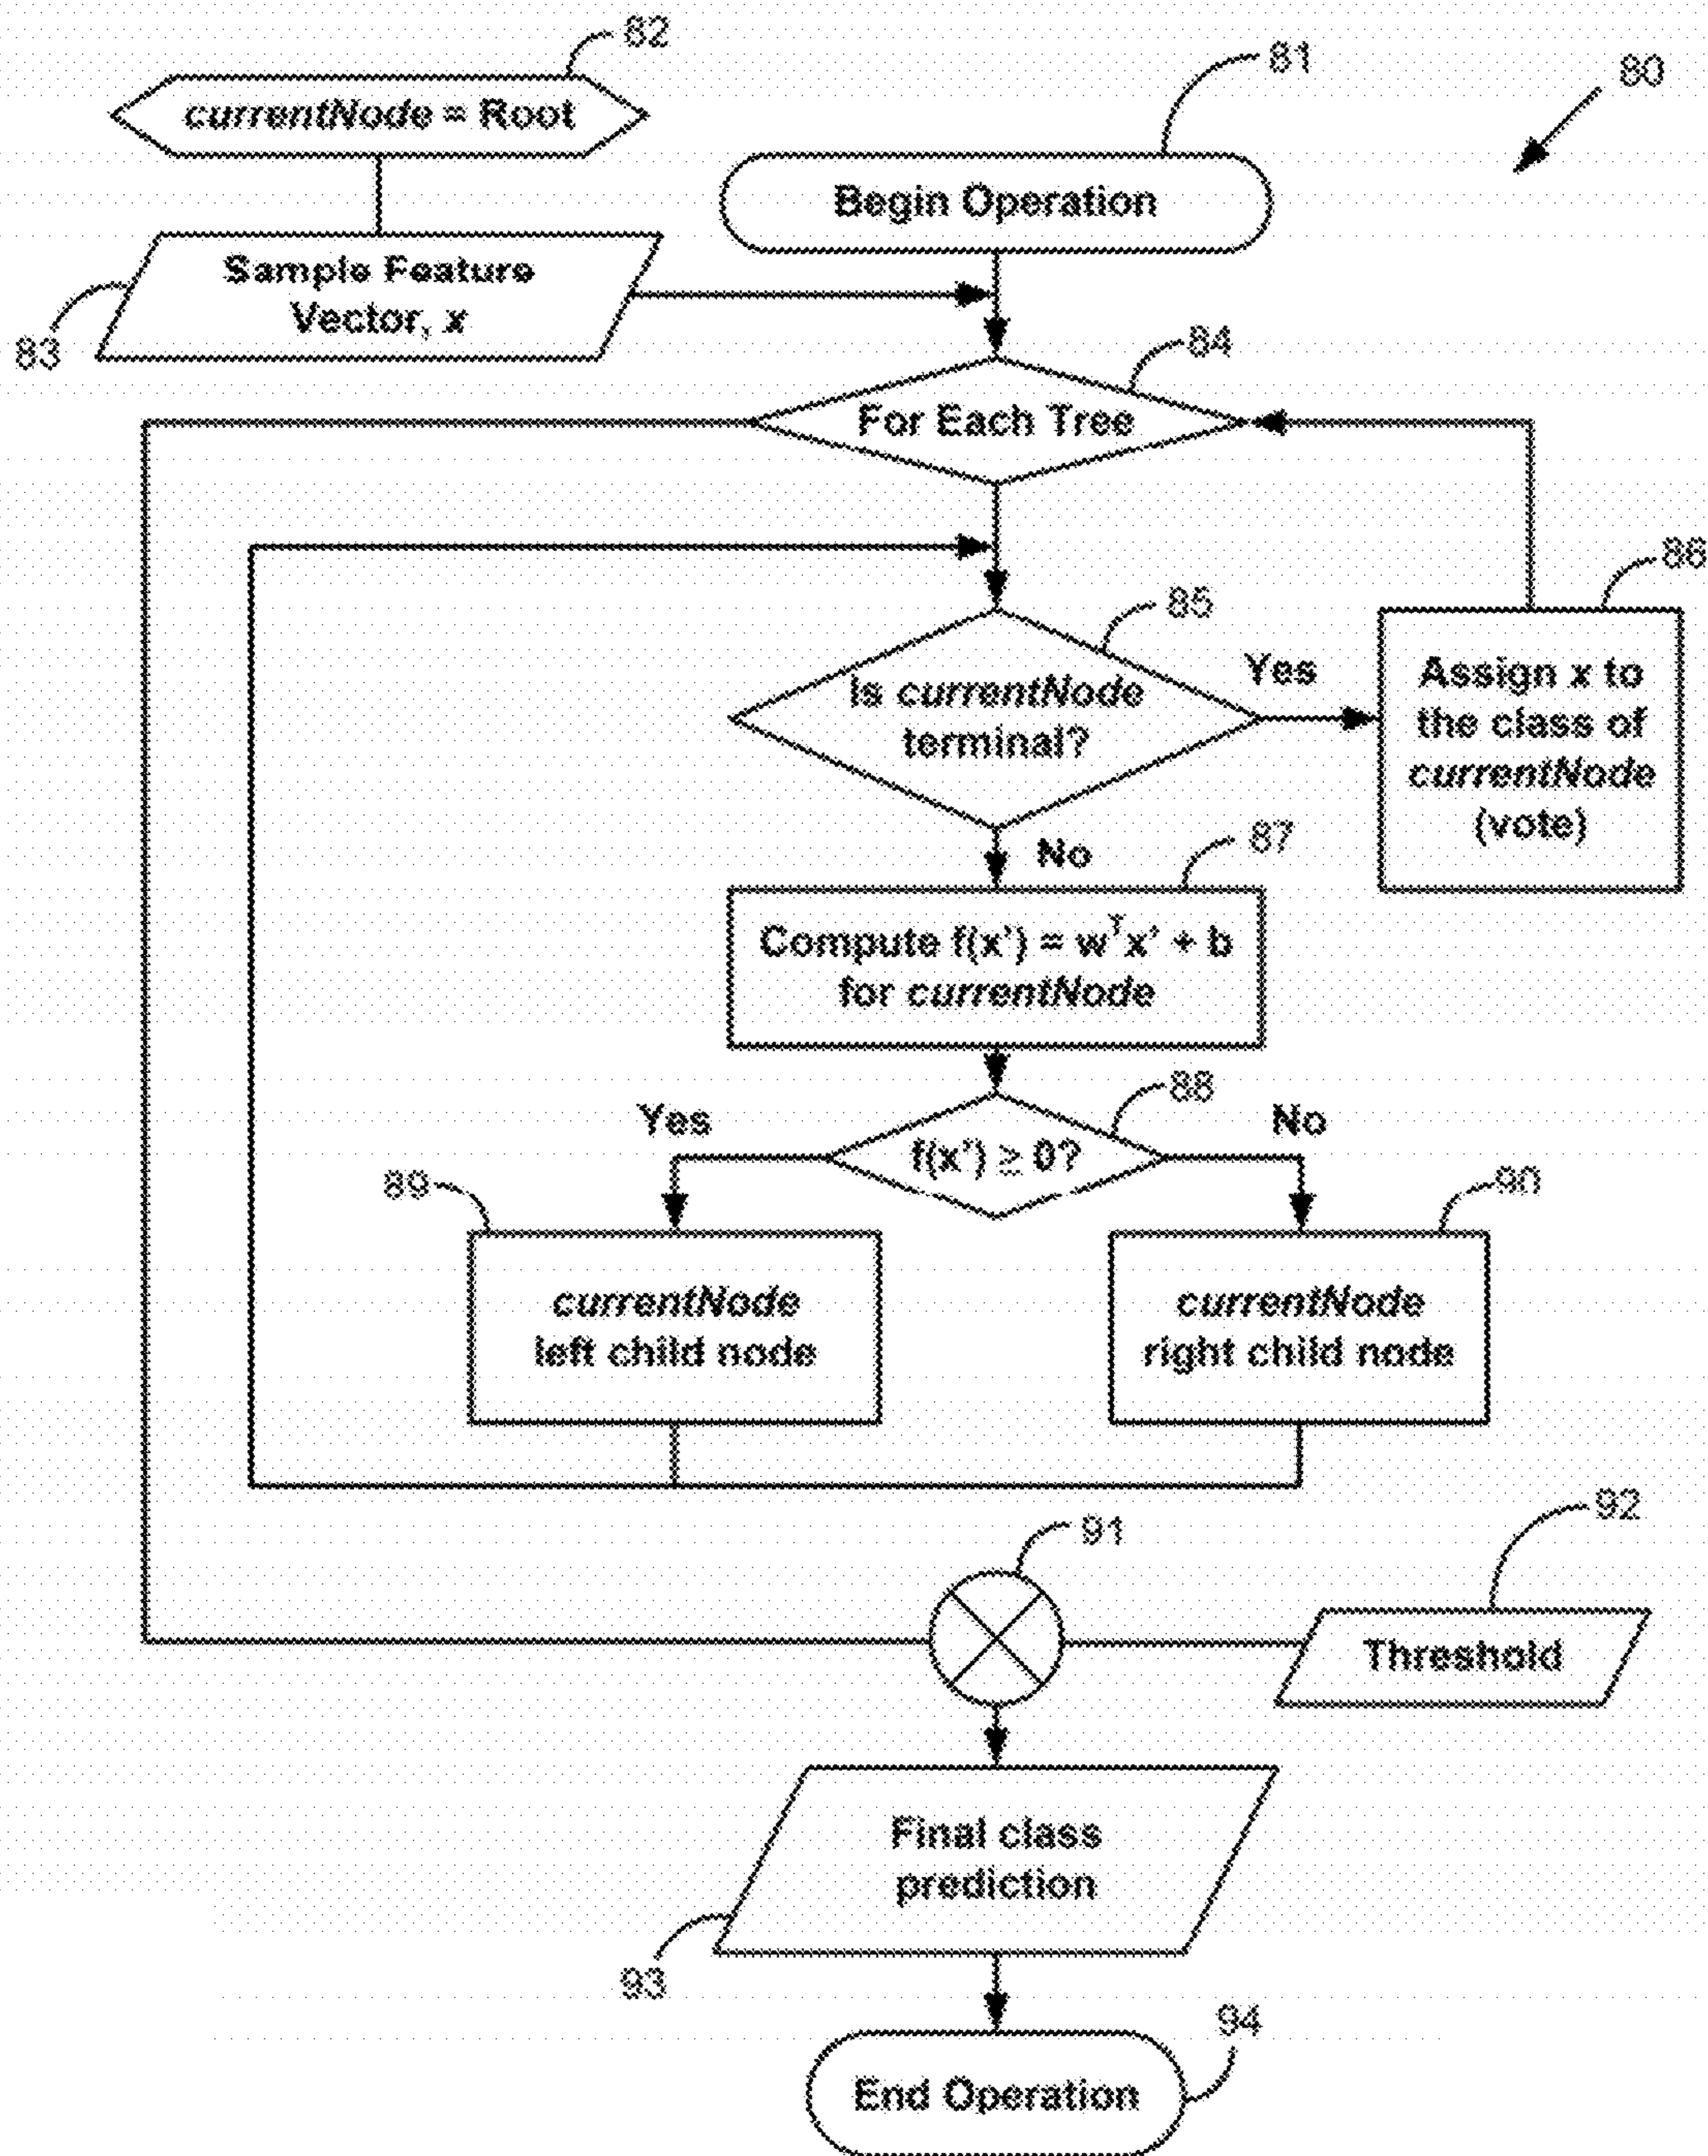 82
currentNode = Root
81
80
Begin Operation
Sample Feature
Vector, x
83
84
For Each Tree
86
85
Is currentNode
terminal?
Yes
Assign x to
the class of
currentNode
(vote)
No
87
Compute f(x') = wᵀx' + b
for currentNode
88
Yes
No
f(x') ≥ 0?
89
90
currentNode
left child node
currentNode
right child node
91
92
Threshold
Final class
prediction
93
94
End Operation